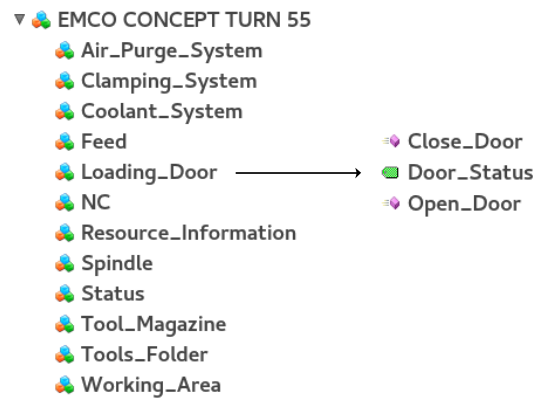 EMCO CONCEPT TURN 55
Air_Purge_System
Clamping_System
Coolant_System
Feed
Close_Door
Loading_Door
Door_Status
NC
Open_Door
Resource_Information
Spindle
Status
Tool_Magazine
Tools_Folder
Working_Area